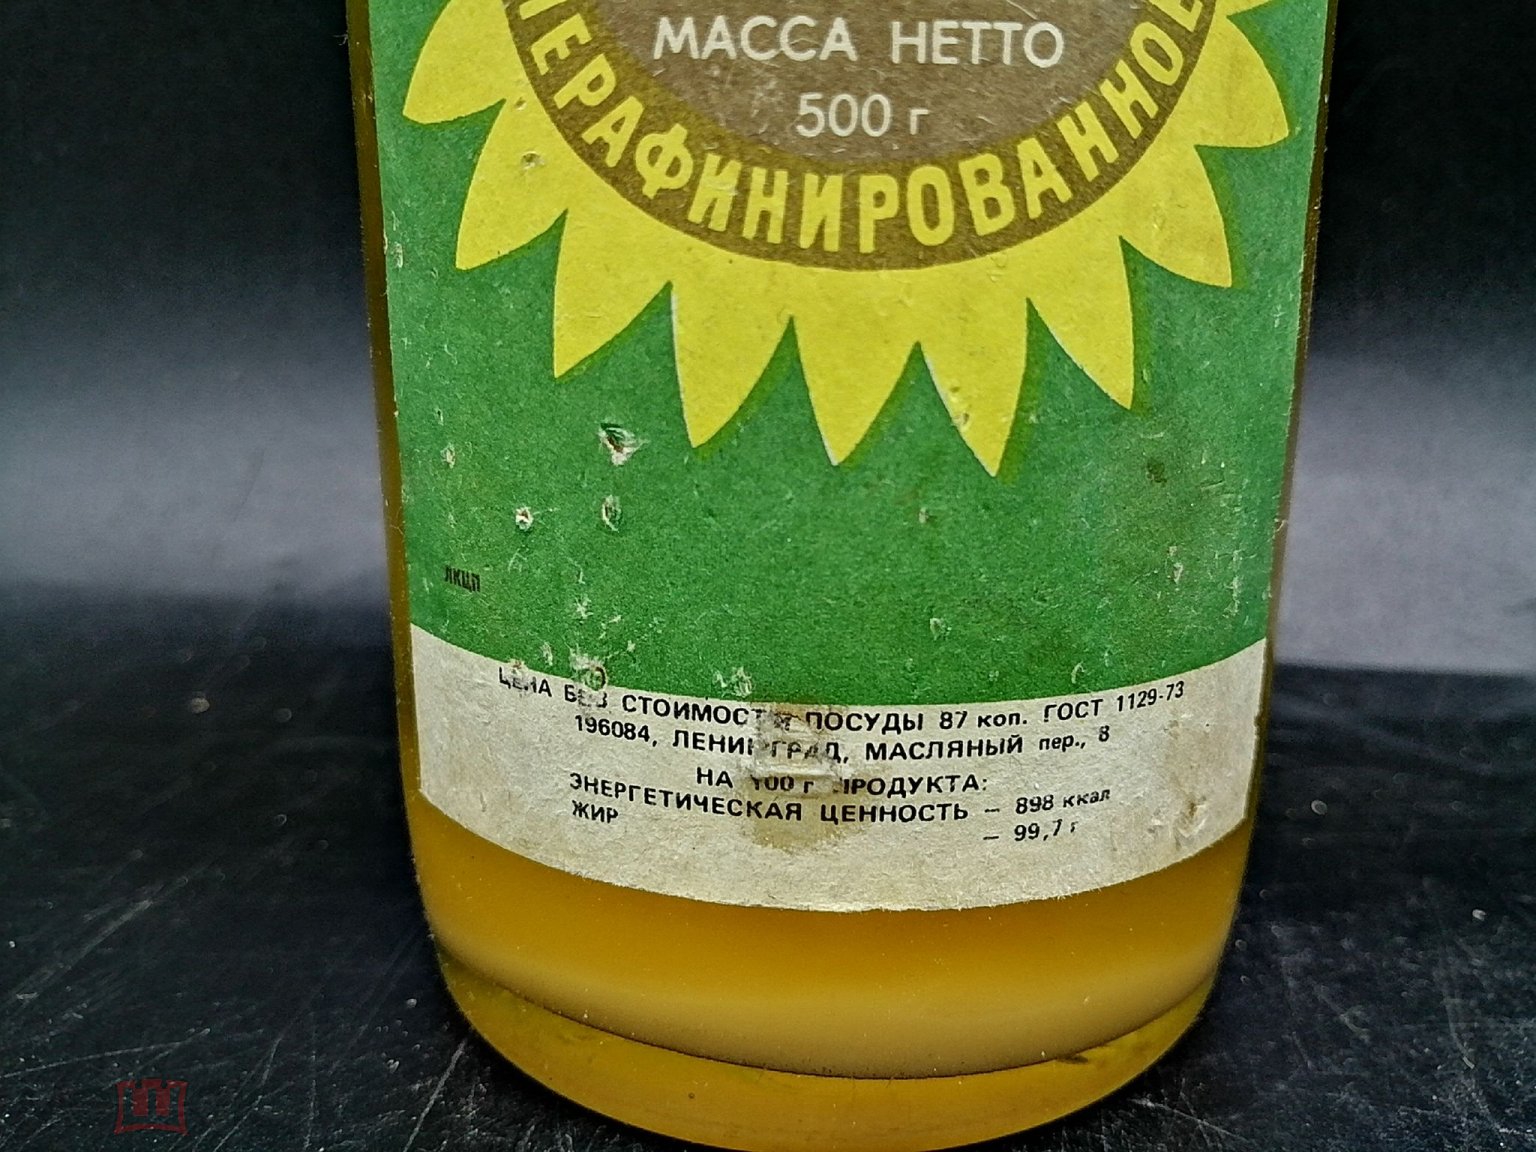 МАССА НЕТТО
500 г
НЕРАФИНИРОВАННОЕ
ЛКЦП
ЦЕНА БЕЗ СТОИМОСТИ ПОСУДЫ 87 коп. ГОСТ 1129-73
196084, ЛЕНИНГРАД, МАСЛЯНЫЙ пер., 8
НА 100 г ПРОДУКТА:
ЭНЕРГЕТИЧЕСКАЯ ЦЕННОСТЬ – 898 ккал
ЖИР – 99,7 г